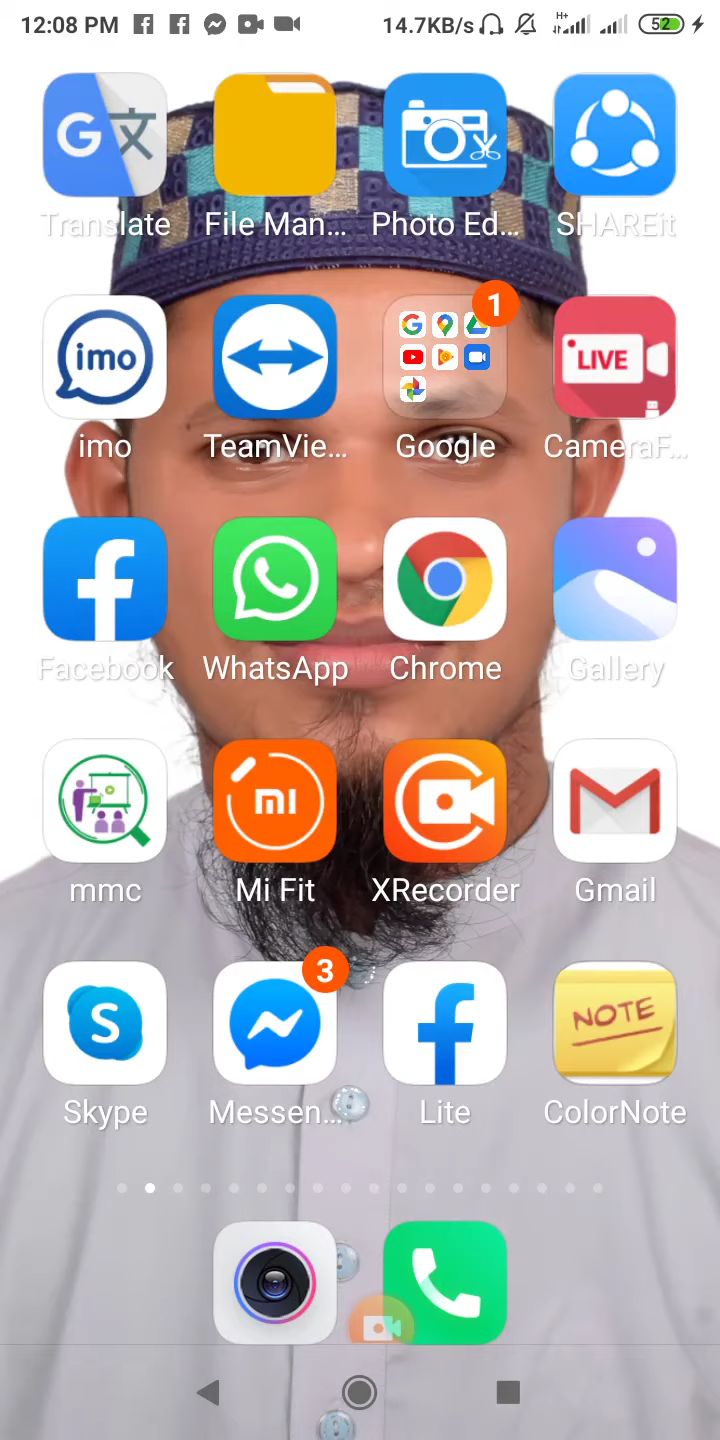 12:08 PM 14.7KB/s H+ 52
Translate File Man... Photo Ed... SHAREit
imo 1 LIVE
imo TeamVie... Google CameraF...
Facebook WhatsApp Chrome Gallery
mi
mmc Mi Fit XRecorder Gmail
S 3 NOTE
Skype Messen... Lite ColorNote